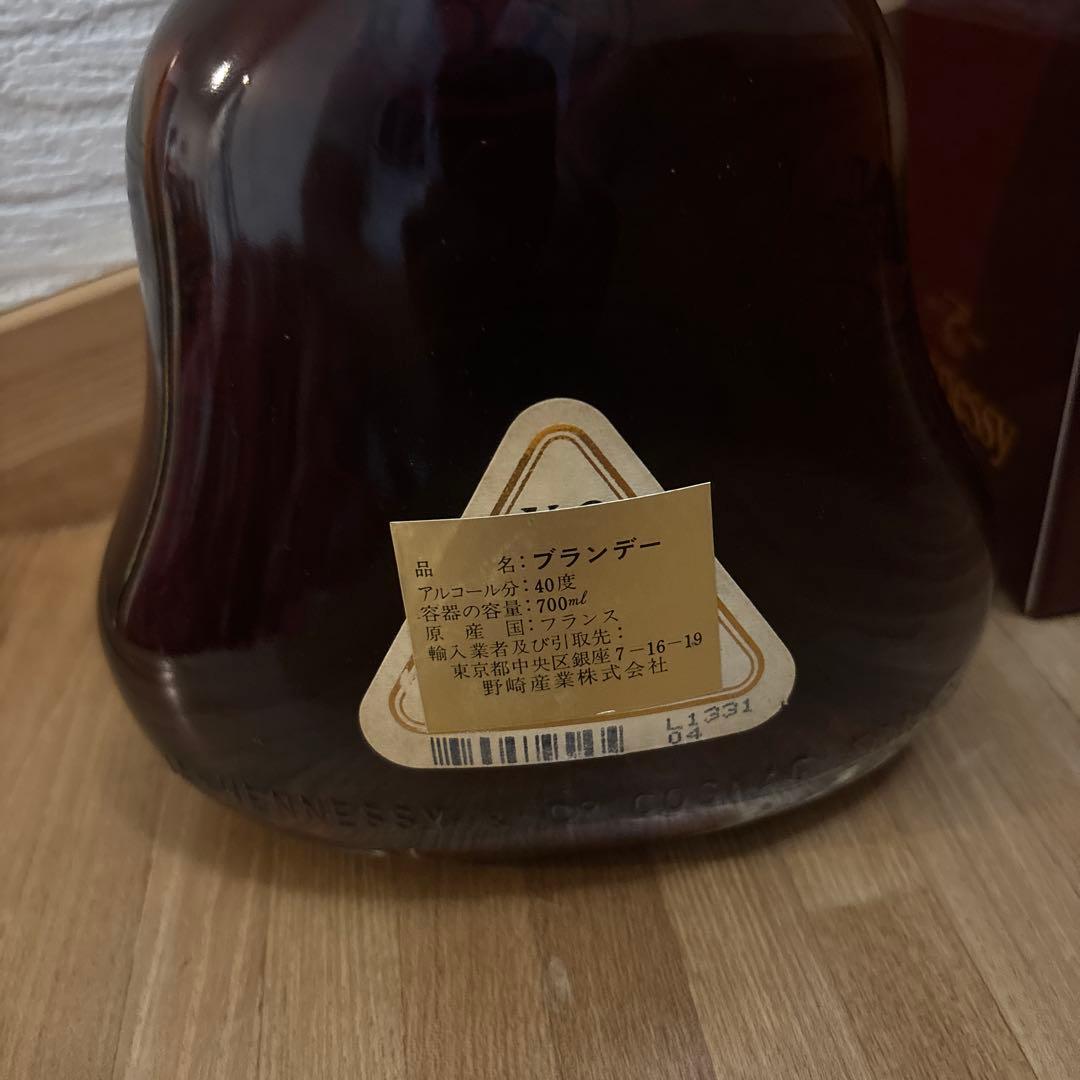 品名:ブランデー
アルコール分:40度
容器の容量:700ml
原産国:フランス
輸入業者及び引取先:
東京都中央区銀座7-16-19
野崎産業株式会社
L1331
04
HENNESSY & Co COGNAC